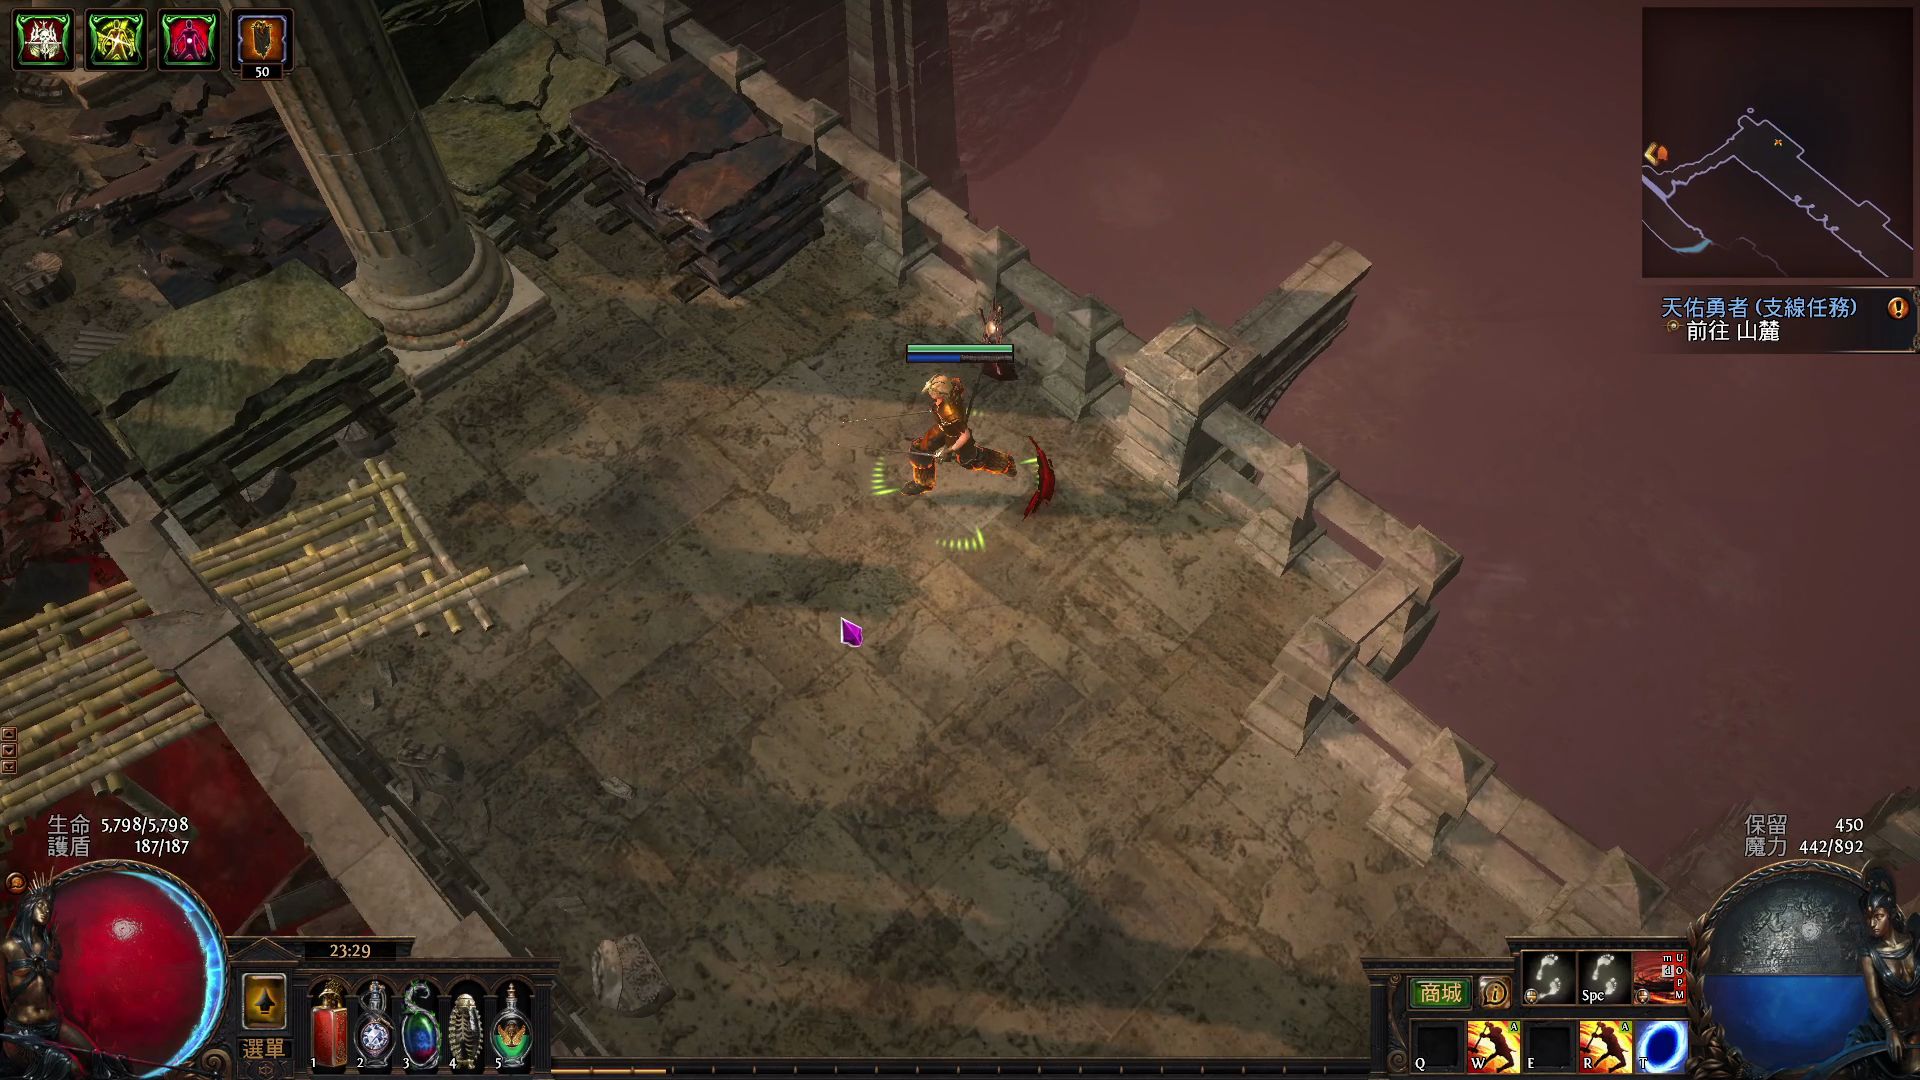 50
天佑勇者 (支線任務)
前往 山麓
生命 5,798/5,798
護盾 187/187
保留 450
魔力 442/892
23:29
選單
1
2
3
4
5
商城
Spc
m U
d O
P
M
Q
W A
E
R A
T